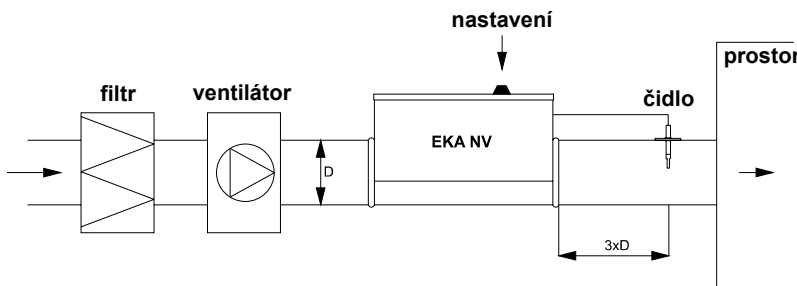 nastavení
prostor
filtr
ventilátor
čidlo
EKA NV
D
3xD